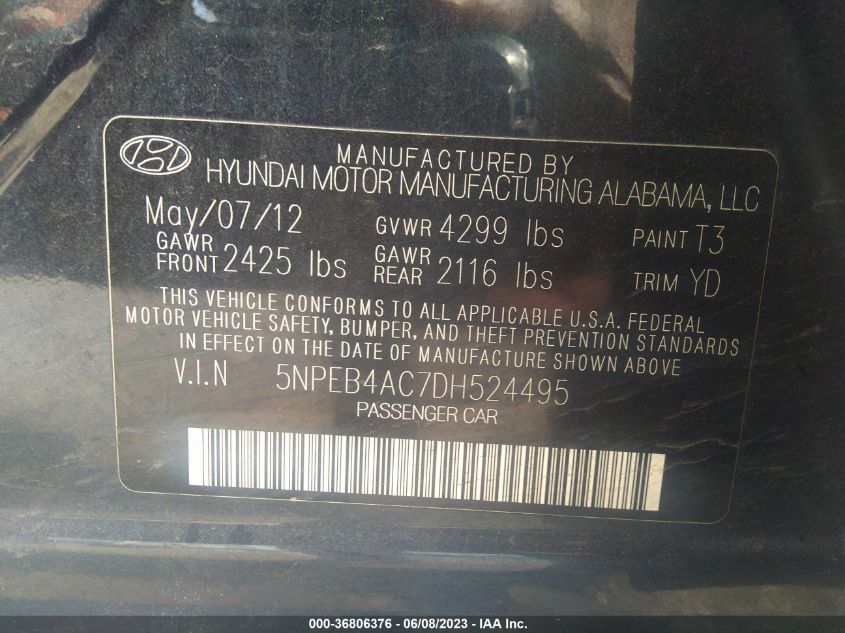 MANUFACTURED BY
HYUNDAI MOTOR MANUFACTURING ALABAMA, LLC
May/07/12 GVWR 4299 lbs PAINT T3
GAWR FRONT 2425 lbs GAWR REAR 2116 lbs TRIM YD
THIS VEHICLE CONFORMS TO ALL APPLICABLE U.S.A. FEDERAL
MOTOR VEHICLE SAFETY, BUMPER, AND THEFT PREVENTION STANDARDS
IN EFFECT ON THE DATE OF MANUFACTURE SHOWN ABOVE
V.I.N 5NPEB4AC7DH524495
PASSENGER CAR
000-36806376 - 06/08/2023 - IAA Inc.